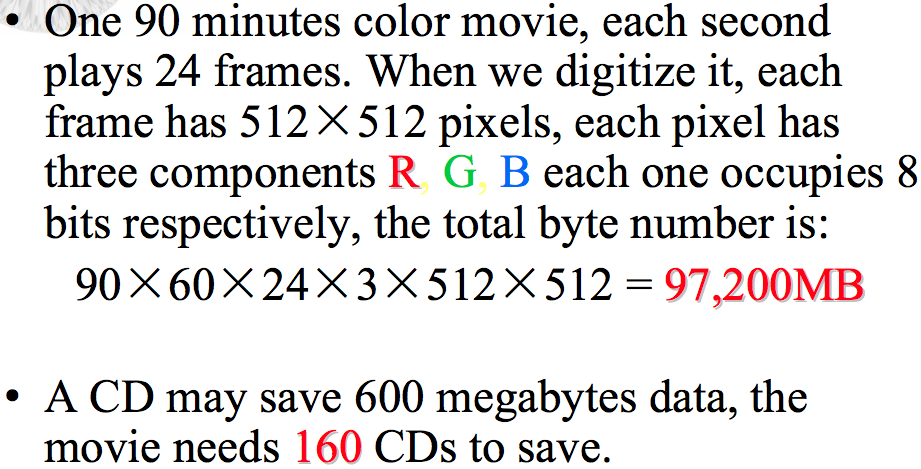 • One 90 minutes color movie, each second
plays 24 frames. When we digitize it, each
frame has 512×512 pixels, each pixel has
three components R, G, B each one occupies 8
bits respectively, the total byte number is:
90×60×24×3×512×512 = 97,200MB
• A CD may save 600 megabytes data, the
movie needs 160 CDs to save.